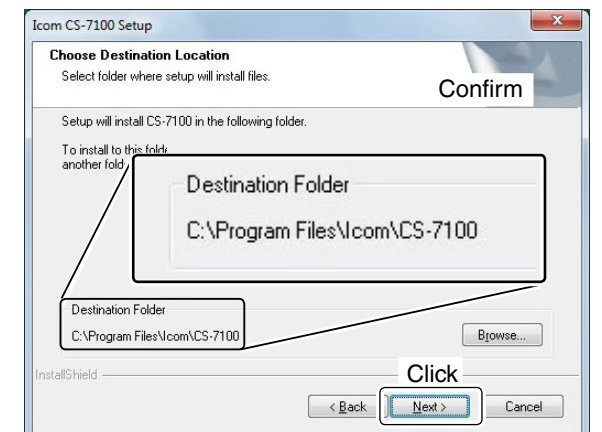 Icom CS-7100 Setup
Choose Destination Location
Select folder where setup will install files.
Confirm
Setup will install CS-7100 in the following folder.
To install to this folde
another fold
Destination Folder
C:\Program Files\Icom\CS-7100
Destination Folder
C:\Program Files\Icom\CS-7100
Browse...
InstallShield
Click
< Back
Next >
Cancel